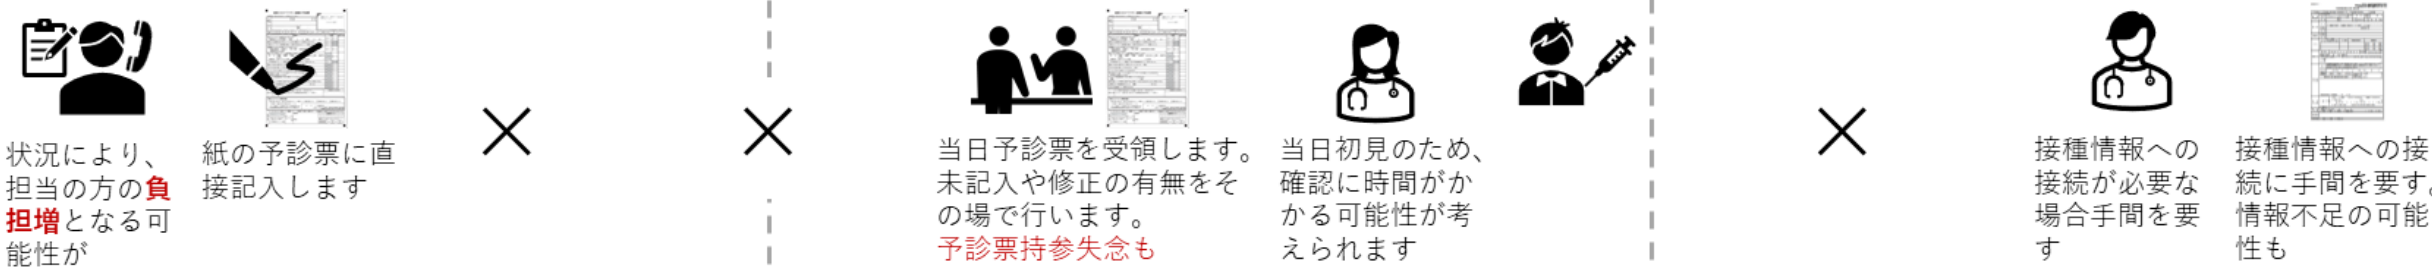 状況により、
担当の方の負
担増となる可
能性が
紙の予診票に直
接記入します
当日予診票を受領します。
未記入や修正の有無をそ
の場で行います。
予診票持参失念も
当日初見のため、
確認に時間がか
かる可能性が考
えられます
接種情報への
接続が必要な
場合手間を要
す
接種情報への接
続に手間を要す。
情報不足の可能
性も